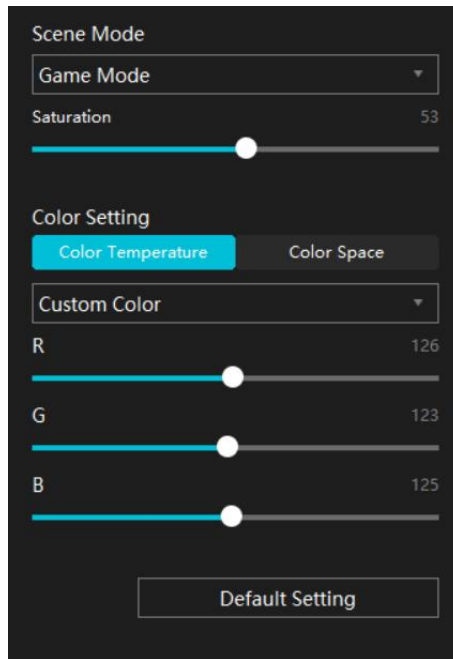 Scene Mode
Game Mode
Saturation 53
Color Setting
Color Temperature Color Space
Custom Color
R 126
G 123
B 125
Default Setting